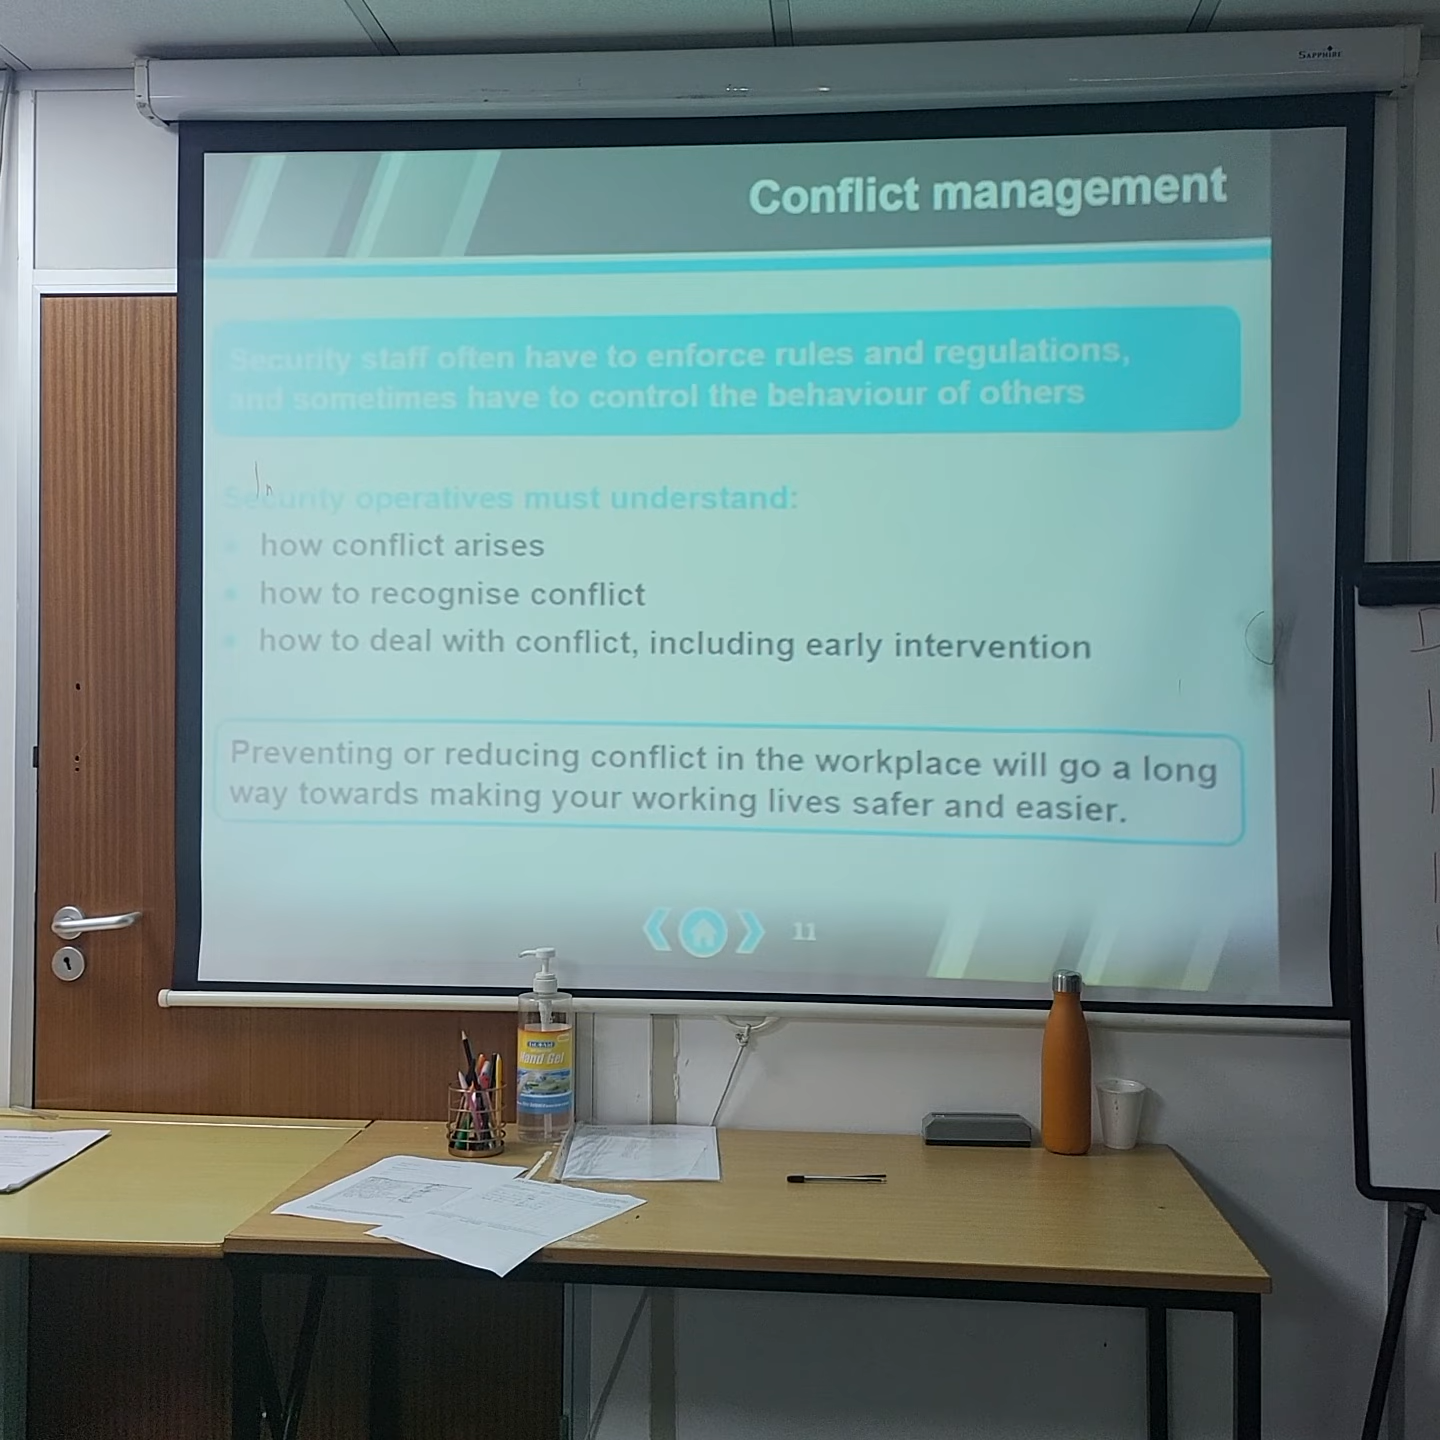 SAPPHIRE
Conflict management
Security staff often have to enforce rules and regulations,
and sometimes have to control the behaviour of others
In
Security operatives must understand:
how conflict arises
how to recognise conflict
how to deal with conflict, including early intervention
Preventing or reducing conflict in the workplace will go a long
way towards making your working lives safer and easier.
11
Hand Gel